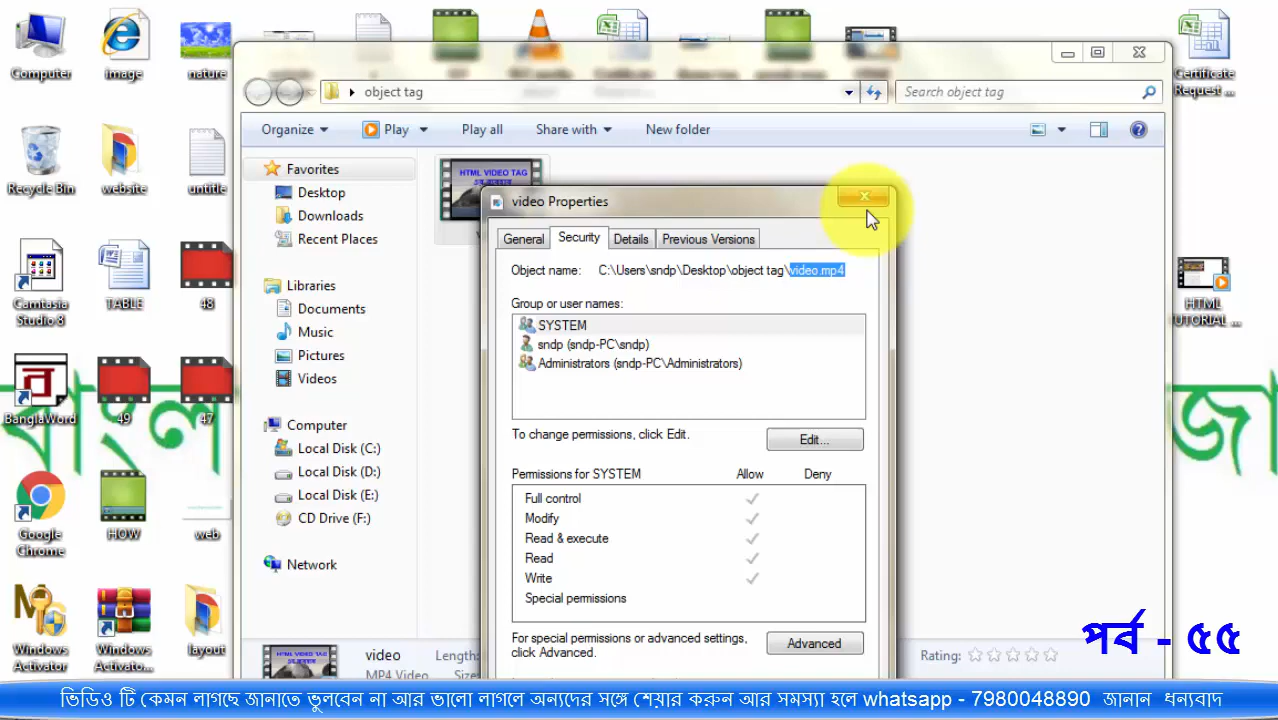 Computer
image
nature
Certificate
Request ...
object tag
Search object tag
Organize
Play
Play all
Share with
New folder
Recycle Bin
website
untitle
Favorites
Desktop
Downloads
Recent Places
HTML VIDEO TAG
video Properties
General
Security
Details
Previous Versions
Object name:
C:\Users\sndp\Desktop\object tag\video.mp4
Group or user names:
SYSTEM
sndp (sndp-PC\sndp)
Administrators (sndp-PC\Administrators)
Camtasia
Studio 8
TABLE
48
Libraries
Documents
Music
Pictures
Videos
HTML
TUTORIAL ...
BanglaWord
49
47
Computer
Local Disk (C:)
Local Disk (D:)
Local Disk (E:)
CD Drive (F:)
To change permissions, click Edit.
Edit...
Permissions for SYSTEM
Allow
Deny
Full control
Modify
Read & execute
Read
Write
Special permissions
Google
Chrome
HOW
web
Network
Windows
Activator
Windows
Activato...
layout
For special permissions or advanced settings,
click Advanced.
Advanced
video
Length:
MP4 Video
Rating:
পর্ব - ৫৫
ভিডিও টি কেমন লাগছে জানাতে ভুলবেন না আর ভালো লাগলে অন্যদের সঙ্গে শেয়ার করুন আর সমস্যা হলে whatsapp - 7980048890 জানান ধন্যবাদ